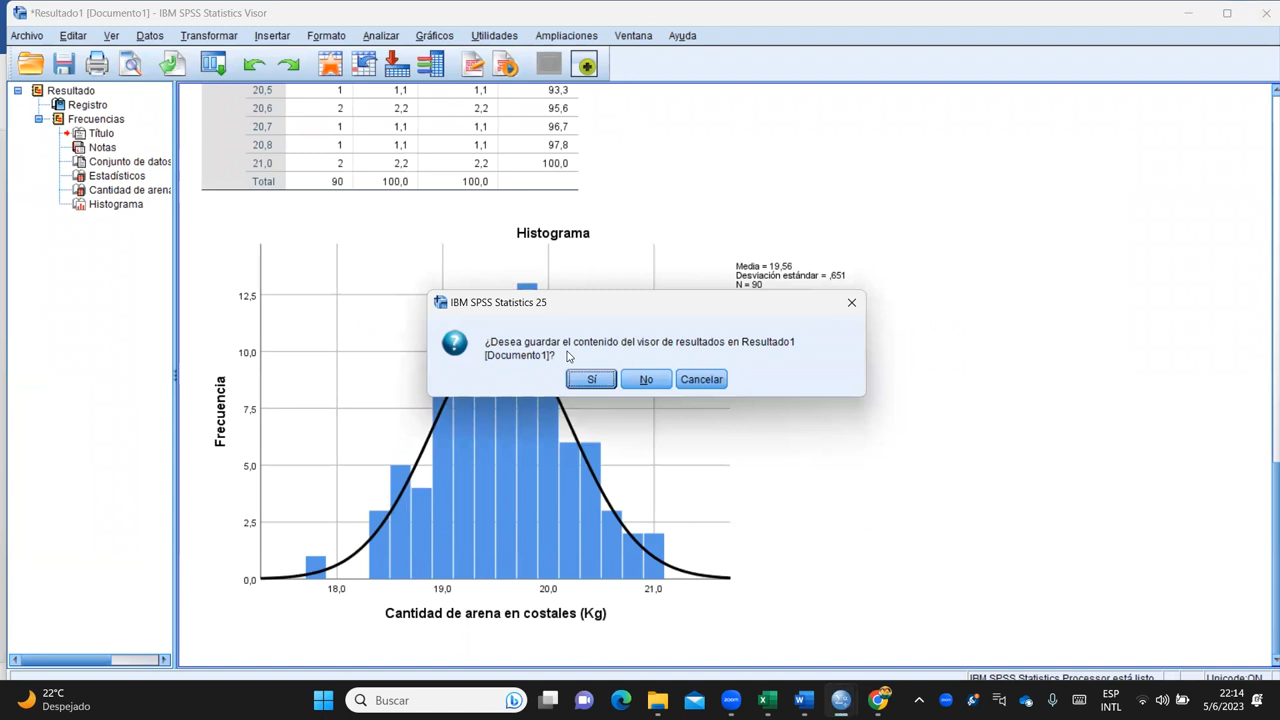 *Resultado1 [Documento1] - IBM SPSS Statistics Visor
Archivo Editar Ver Datos Transformar Insertar Formato Analizar Gráficos Utilidades Ampliaciones Ventana Ayuda
Resultado
Registro
Frecuencias
Título
Notas
Conjunto de datos
Estadísticos
Cantidad de arena
Histograma
20,5 1 1,1 1,1 93,3
20,6 2 2,2 2,2 95,6
20,7 1 1,1 1,1 96,7
20,8 1 1,1 1,1 97,8
21,0 2 2,2 2,2 100,0
Total 90 100,0 100,0
Histograma
Media = 19,56
Desviación estándar = ,651
N = 90
12,5
10,0
7,5
5,0
2,5
0,0
Frecuencia
18,0 19,0 20,0 21,0
Cantidad de arena en costales (Kg)
IBM SPSS Statistics 25
¿Desea guardar el contenido del visor de resultados en Resultado1
[Documento1]?
Sí No Cancelar
IBM SPSS Statistics Processor está listo Unicode:ON
22°C
Despejado
Buscar
ESP
INTL
22:14
5/6/2023